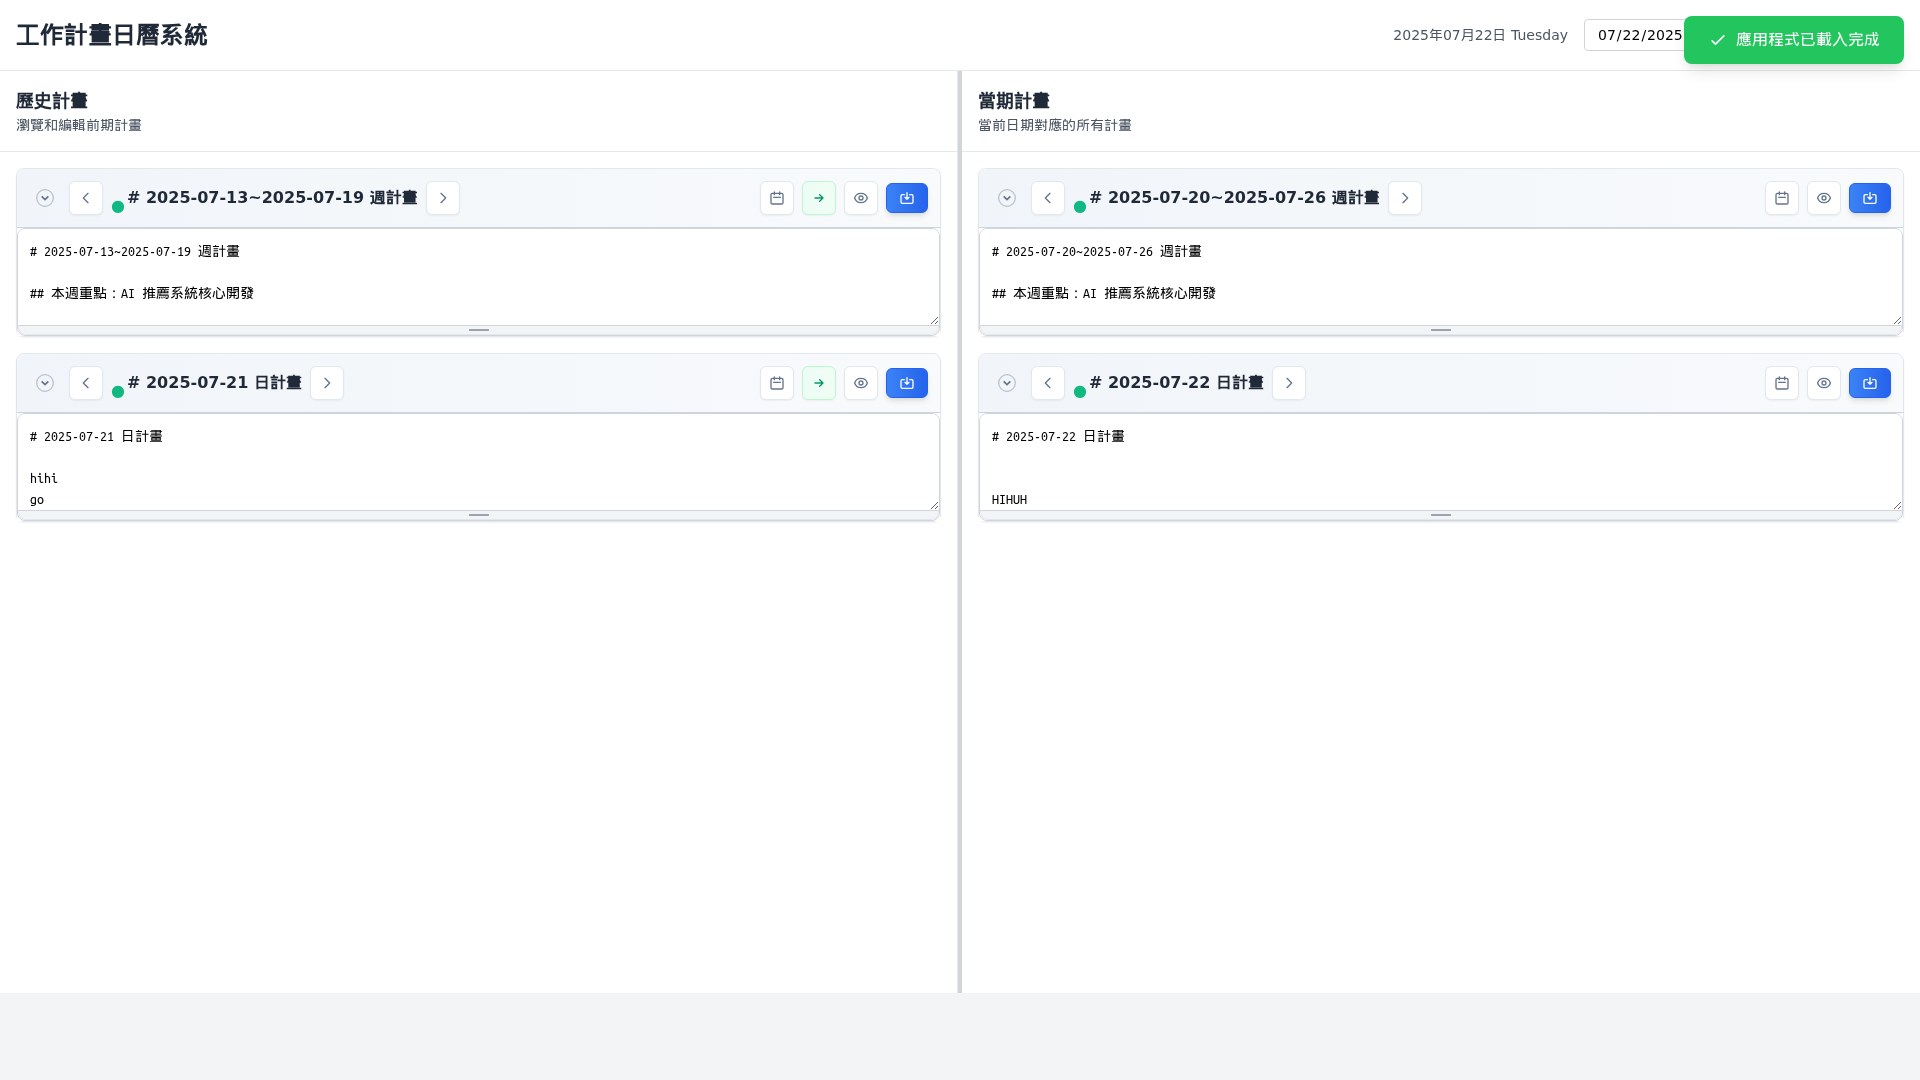 工作計畫日曆系統
2025年07月22日 Tuesday
07/22/2025
應用程式已載入完成
歷史計畫
瀏覽和編輯前期計畫
# 2025-07-13~2025-07-19 週計畫
# 2025-07-13~2025-07-19 週計畫
## 本週重點：AI 推薦系統核心開發
# 2025-07-21 日計畫
# 2025-07-21 日計畫
hihi
go
當期計畫
當前日期對應的所有計畫
# 2025-07-20~2025-07-26 週計畫
# 2025-07-20~2025-07-26 週計畫
## 本週重點：AI 推薦系統核心開發
# 2025-07-22 日計畫
# 2025-07-22 日計畫
HIHUH